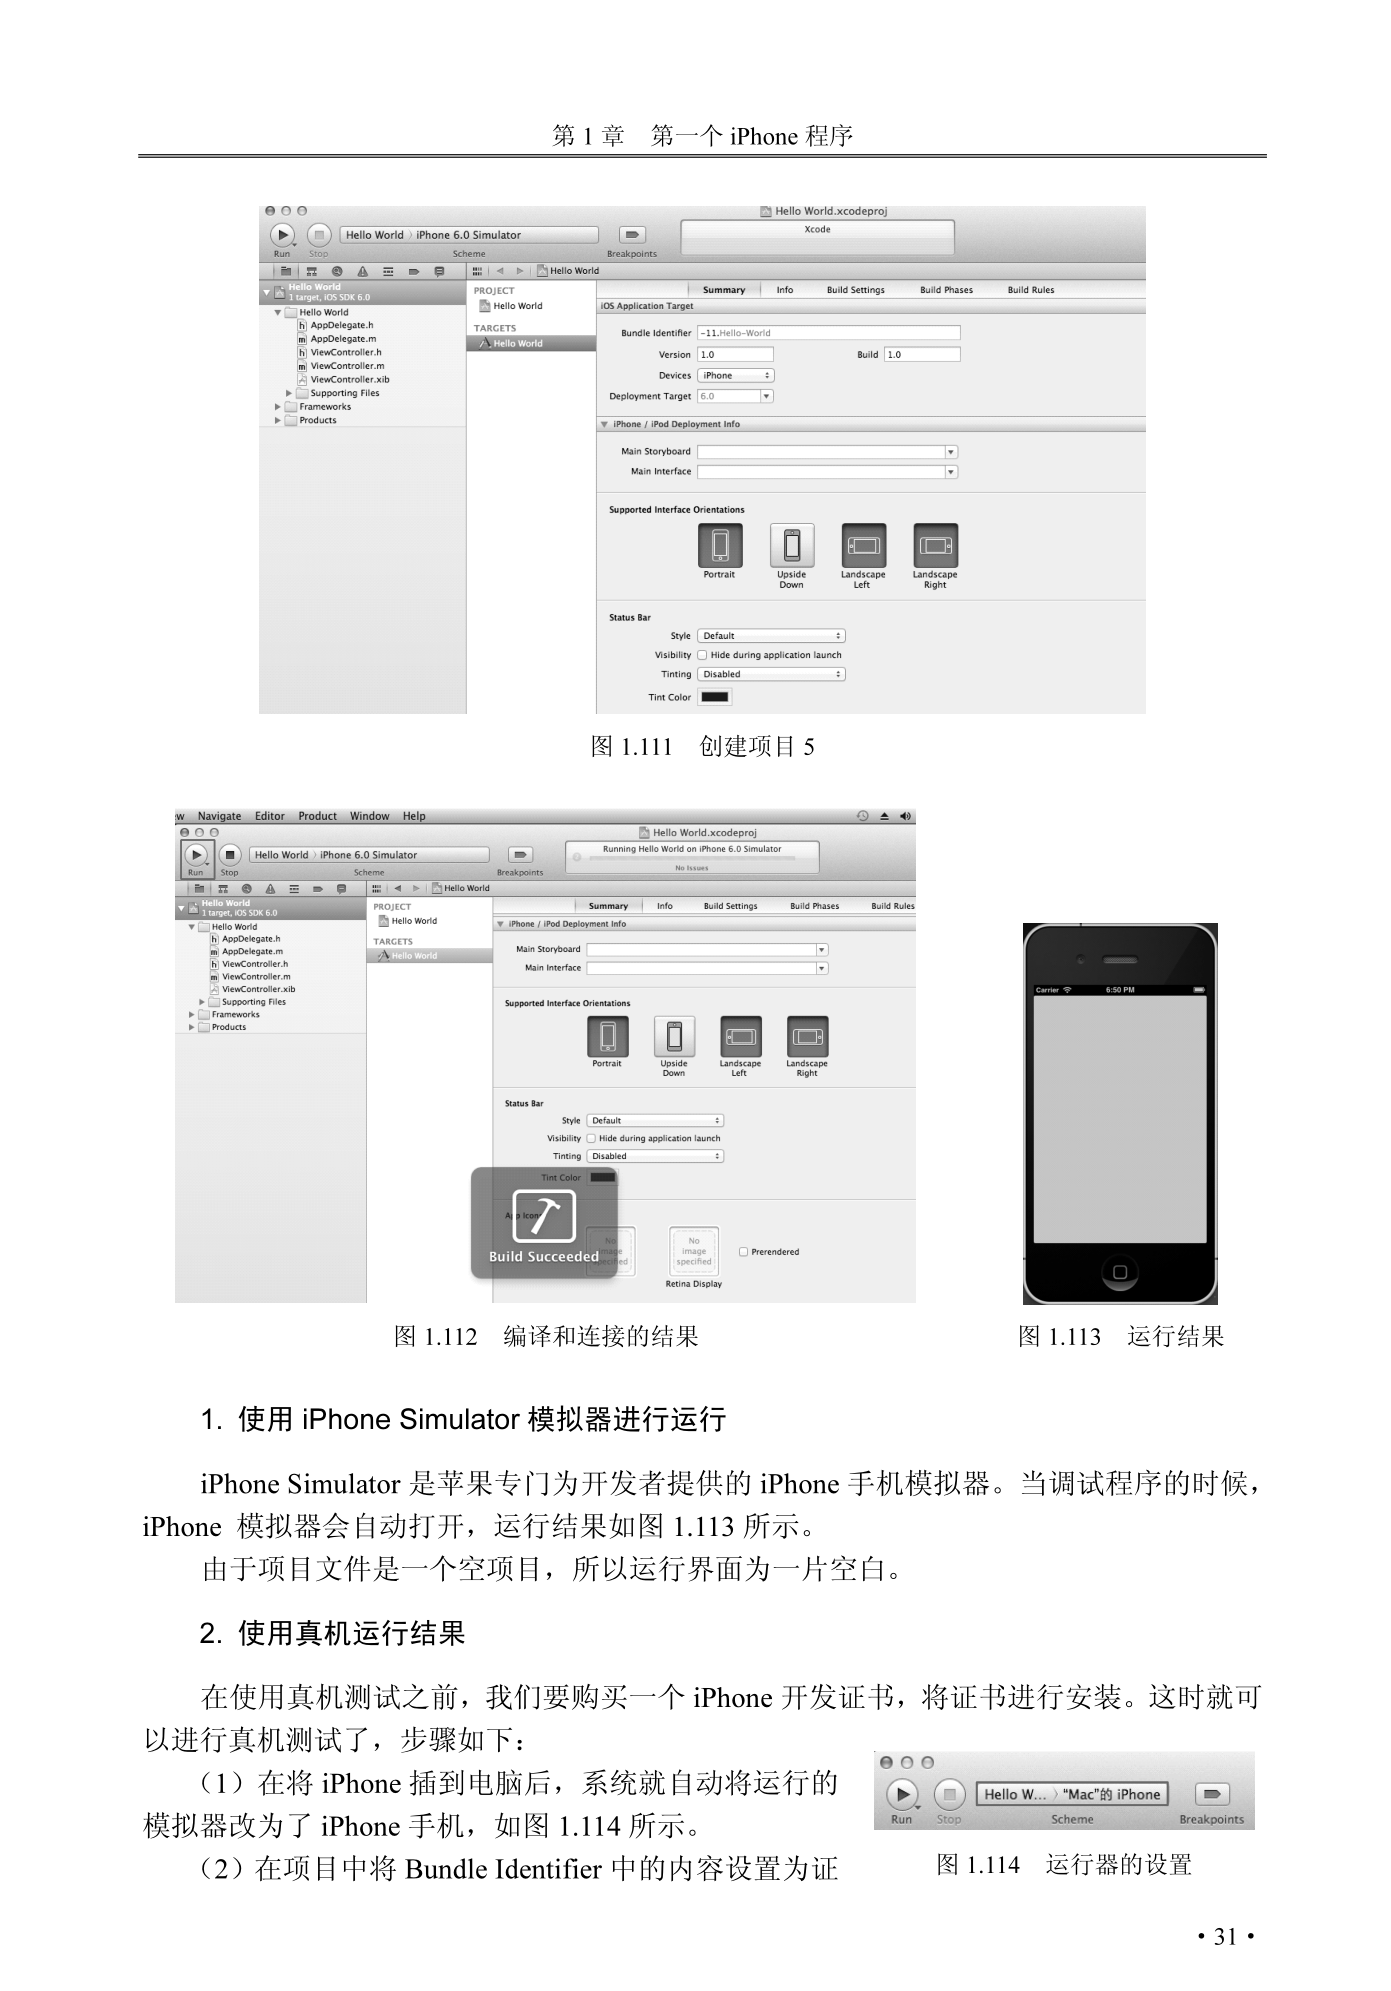 第 1 章 第一个 iPhone 程序
Hello World.xcodeproj
Hello World 〉iPhone 6.0 Simulator
Xcode
Run Stop Scheme Breakpoints
Hello World
Hello World
1 target, iOS SDK 6.0
Hello World
AppDelegate.h
AppDelegate.m
ViewController.h
ViewController.m
ViewController.xib
Supporting Files
Frameworks
Products
PROJECT
Hello World
TARGETS
Hello World
Summary Info Build Settings Build Phases Build Rules
iOS Application Target
Bundle Identifier -11.Hello-World
Version 1.0 Build 1.0
Devices iPhone
Deployment Target 6.0
iPhone / iPod Deployment Info
Main Storyboard
Main Interface
Supported Interface Orientations
Portrait Upside Down Landscape Left Landscape Right
Status Bar
Style Default
Visibility Hide during application launch
Tinting Disabled
Tint Color
图 1.111 创建项目 5
w Navigate Editor Product Window Help
Hello World.xcodeproj
Hello World 〉iPhone 6.0 Simulator
Running Hello World on iPhone 6.0 Simulator
No Issues
Run Stop Scheme Breakpoints
Hello World
Hello World
1 target, iOS SDK 6.0
Hello World
AppDelegate.h
AppDelegate.m
ViewController.h
ViewController.m
ViewController.xib
Supporting Files
Frameworks
Products
PROJECT
Hello World
TARGETS
Hello World
Summary Info Build Settings Build Phases Build Rules
iPhone / iPod Deployment Info
Main Storyboard
Main Interface
Supported Interface Orientations
Portrait Upside Down Landscape Left Landscape Right
Status Bar
Style Default
Visibility Hide during application launch
Tinting Disabled
Tint Color
App Icon
Build Succeeded
No image specified
No image specified
Prerendered
Retina Display
Carrier 6:50 PM
图 1.112 编译和连接的结果
图 1.113 运行结果
1. 使用 iPhone Simulator 模拟器进行运行
iPhone Simulator 是苹果专门为开发者提供的 iPhone 手机模拟器。当调试程序的时候，
iPhone 模拟器会自动打开，运行结果如图 1.113 所示。
由于项目文件是一个空项目，所以运行界面为一片空白。
2. 使用真机运行结果
在使用真机测试之前，我们要购买一个 iPhone 开发证书，将证书进行安装。这时就可
以进行真机测试了，步骤如下：
（1）在将 iPhone 插到电脑后，系统就自动将运行的
模拟器改为了 iPhone 手机，如图 1.114 所示。
（2）在项目中将 Bundle Identifier 中的内容设置为证
Hello W... 〉“Mac”的 iPhone
Run Stop Scheme Breakpoints
图 1.114 运行器的设置
·31·